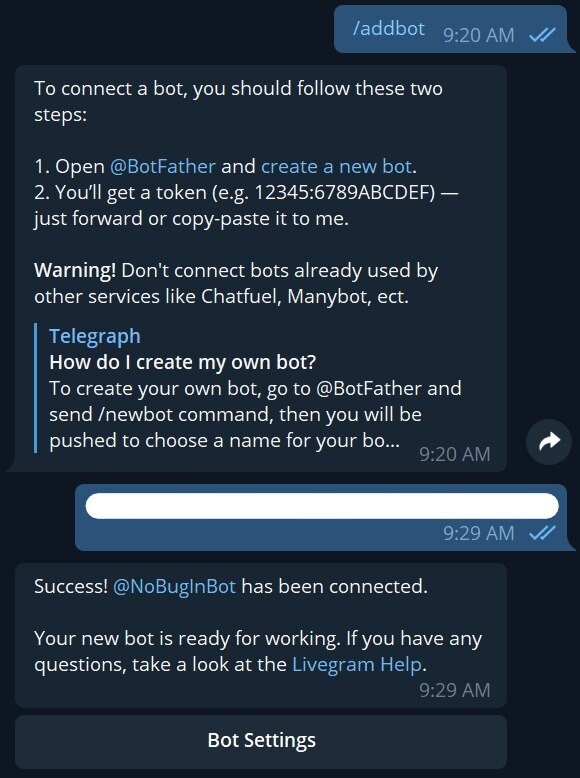 /addbot 9:20 AM
To connect a bot, you should follow these two
steps:
1. Open @BotFather and create a new bot.
2. You’ll get a token (e.g. 12345:6789ABCDEF) —
just forward or copy-paste it to me.
Warning! Don't connect bots already used by
other services like Chatfuel, Manybot, ect.
Telegraph
How do I create my own bot?
To create your own bot, go to @BotFather and
send /newbot command, then you will be
pushed to choose a name for your bo...
9:20 AM
9:29 AM
Success! @NoBugInBot has been connected.
Your new bot is ready for working. If you have any
questions, take a look at the Livegram Help.
9:29 AM
Bot Settings